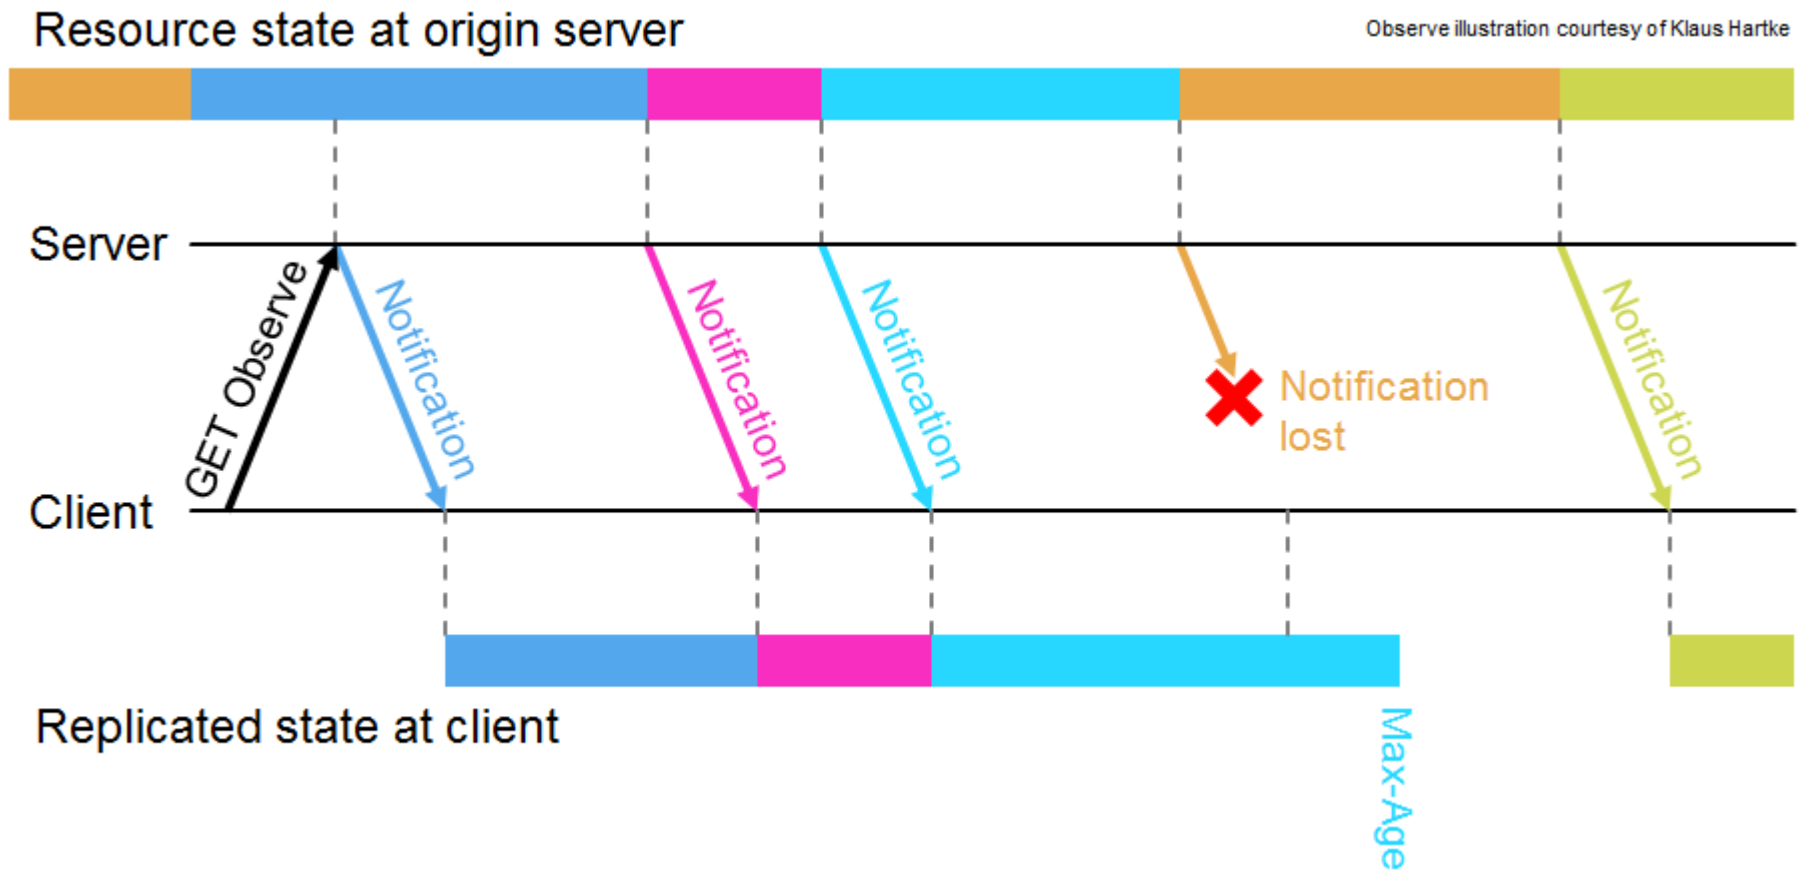 Resource state at origin server
Observe illustration courtesy of Klaus Hartke
Server
GET Observe
Notification
Notification
Notification
Notification
lost
Notification
Client
Replicated state at client
Max-Age